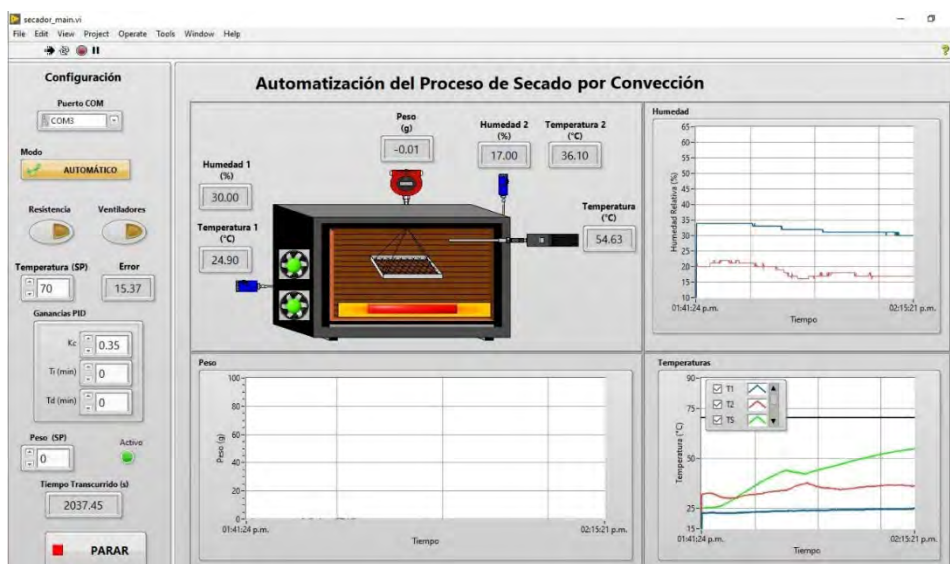 secador_main.vi
File Edit View Project Operate Tools Window Help
Configuración
Puerto COM
COM3
Modo
AUTOMÁTICO
Resistencia Ventiladores
Temperatura (SP) Error
70 15.37
Ganancias PID
Kc 0.35
Ti (min) 0
Td (min) 0
Peso (SP) Activo
0
Tiempo Transcurrido (s)
2037.45
PARAR
Automatización del Proceso de Secado por Convección
Peso
(g)
-0.01
Humedad 2
(%)
17.00
Temperatura 2
(°C)
36.10
Humedad 1
(%)
30.00
Temperatura 1
(°C)
24.90
Temperatura
(°C)
54.63
Humedad
Humedad Relativa (%)
65
60
55
50
45
40
35
30
25
20
15
10
01:41:24 p.m. 02:15:21 p.m.
Tiempo
Peso
Peso (g)
100
80
60
40
20
0
01:41:24 p.m. 02:15:21 p.m.
Tiempo
Temperaturas
T1
T2
TS
Temperatura (°C)
90
75
50
25
15
01:41:24 p.m. 02:15:21 p.m.
Tiempo